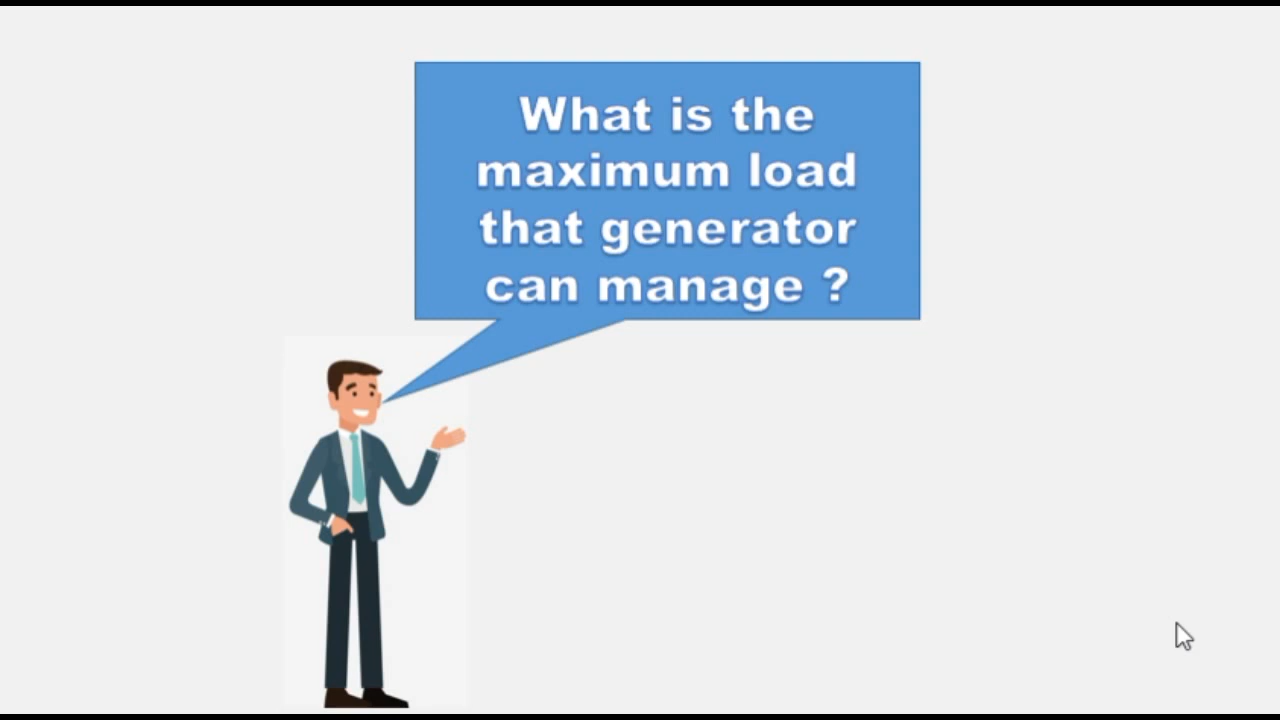 What is the
maximum load
that generator
can manage ?